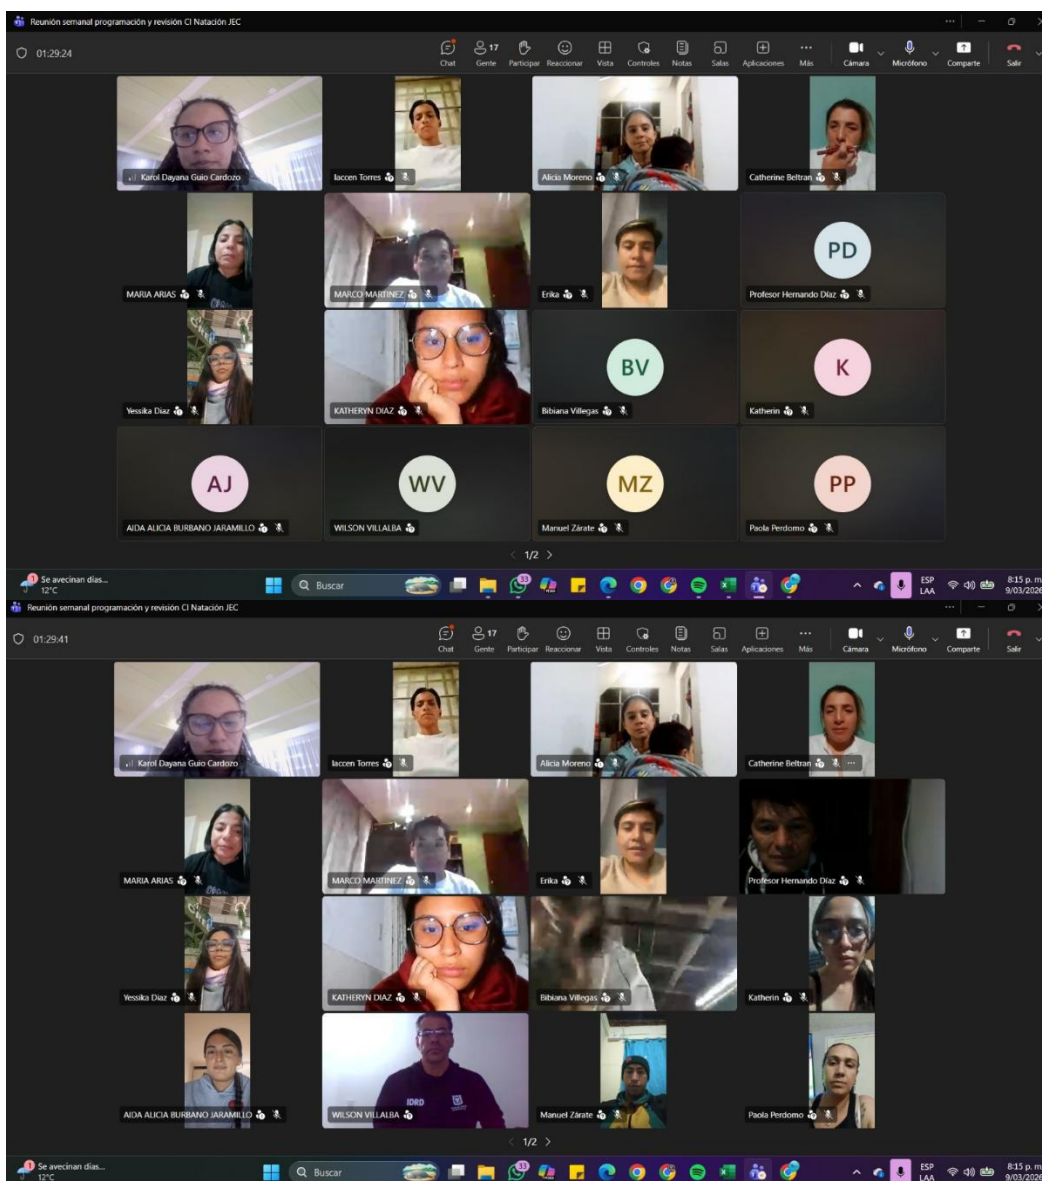 Reunión semanal programación y revisión CI Natación JEC
01:29:24
Chat
17
Gente
Participar
Reaccionar
Vista
Controles
Notas
Salas
Aplicaciones
Más
Cámara
Micrófono
Comparte
Salir
Karol Dayana Guio Cardozo
Iaccen Torres
Alicia Moreno
Catherine Beltran
MARIA ARIAS
MARCO MARTINEZ
Erika
PD
Profesor Hernando Díaz
Yessika Diaz
KATHERYN DIAZ
BV
Bibiana Villegas
K
Katherin
AJ
AIDA ALICIA BURBANO JARAMILLO
WV
WILSON VILLALBA
MZ
Manuel Zárate
PP
Paola Perdomo
1/2
1
Se avecinan días...
12°C
Buscar
33
ESP
LAA
8:15 p. m
9/03/2026
Reunión semanal programación y revisión CI Natación JEC
01:29:41
Chat
17
Gente
Participar
Reaccionar
Vista
Controles
Notas
Salas
Aplicaciones
Más
Cámara
Micrófono
Comparte
Salir
Karol Dayana Guio Cardozo
Iaccen Torres
Alicia Moreno
Catherine Beltran
MARIA ARIAS
MARCO MARTINEZ
Erika
Profesor Hernando Díaz
Yessika Diaz
KATHERYN DIAZ
Bibiana Villegas
Katherin
AIDA ALICIA BURBANO JARAMILLO
IDRD
WILSON VILLALBA
Manuel Zárate
Paola Perdomo
1/2
1
Se avecinan días...
12°C
Buscar
33
ESP
LAA
8:15 p. m
9/03/2026